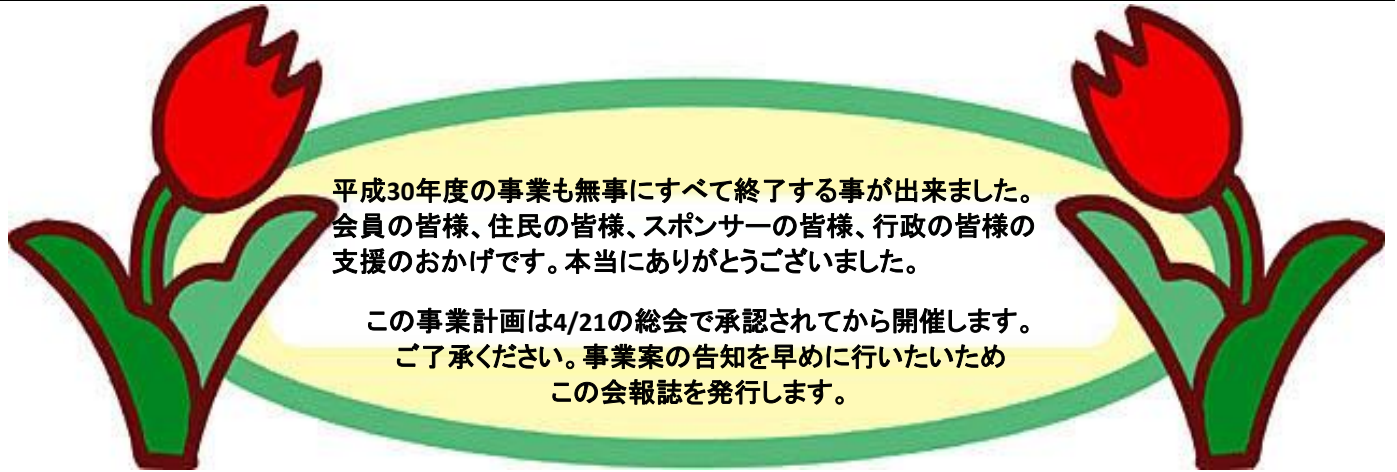 平成30年度の事業も無事にすべて終了する事が出来ました。
会員の皆様、住民の皆様、スポンサーの皆様、行政の皆様の
支援のおかげです。本当にありがとうございました。
この事業計画は4/21の総会で承認されてから開催します。
ご了承ください。事業案の告知を早めに行いたいため
この会報誌を発行します。